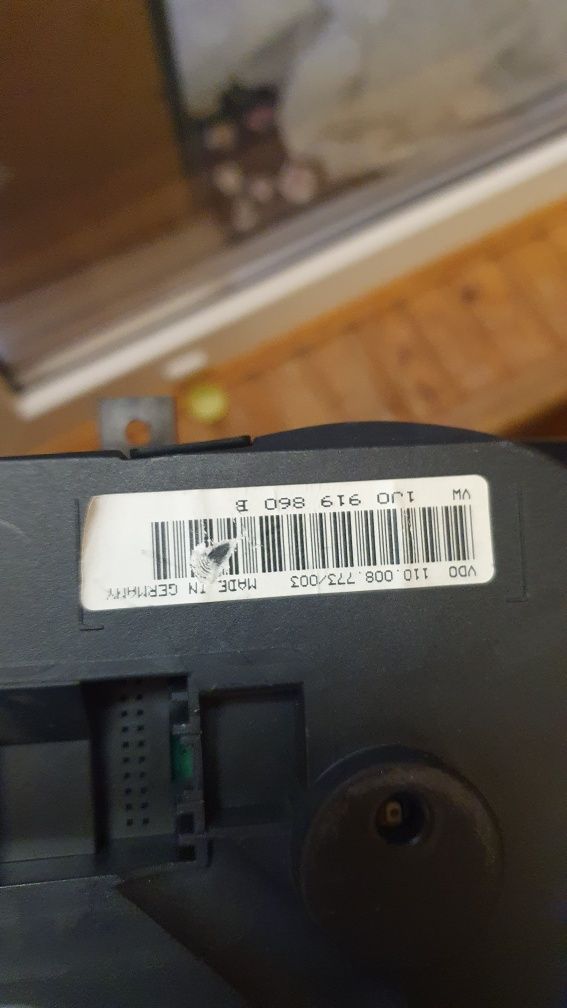 VW 1J0 919 860 B
VDO 110.008.773/003 MADE IN GERMANY